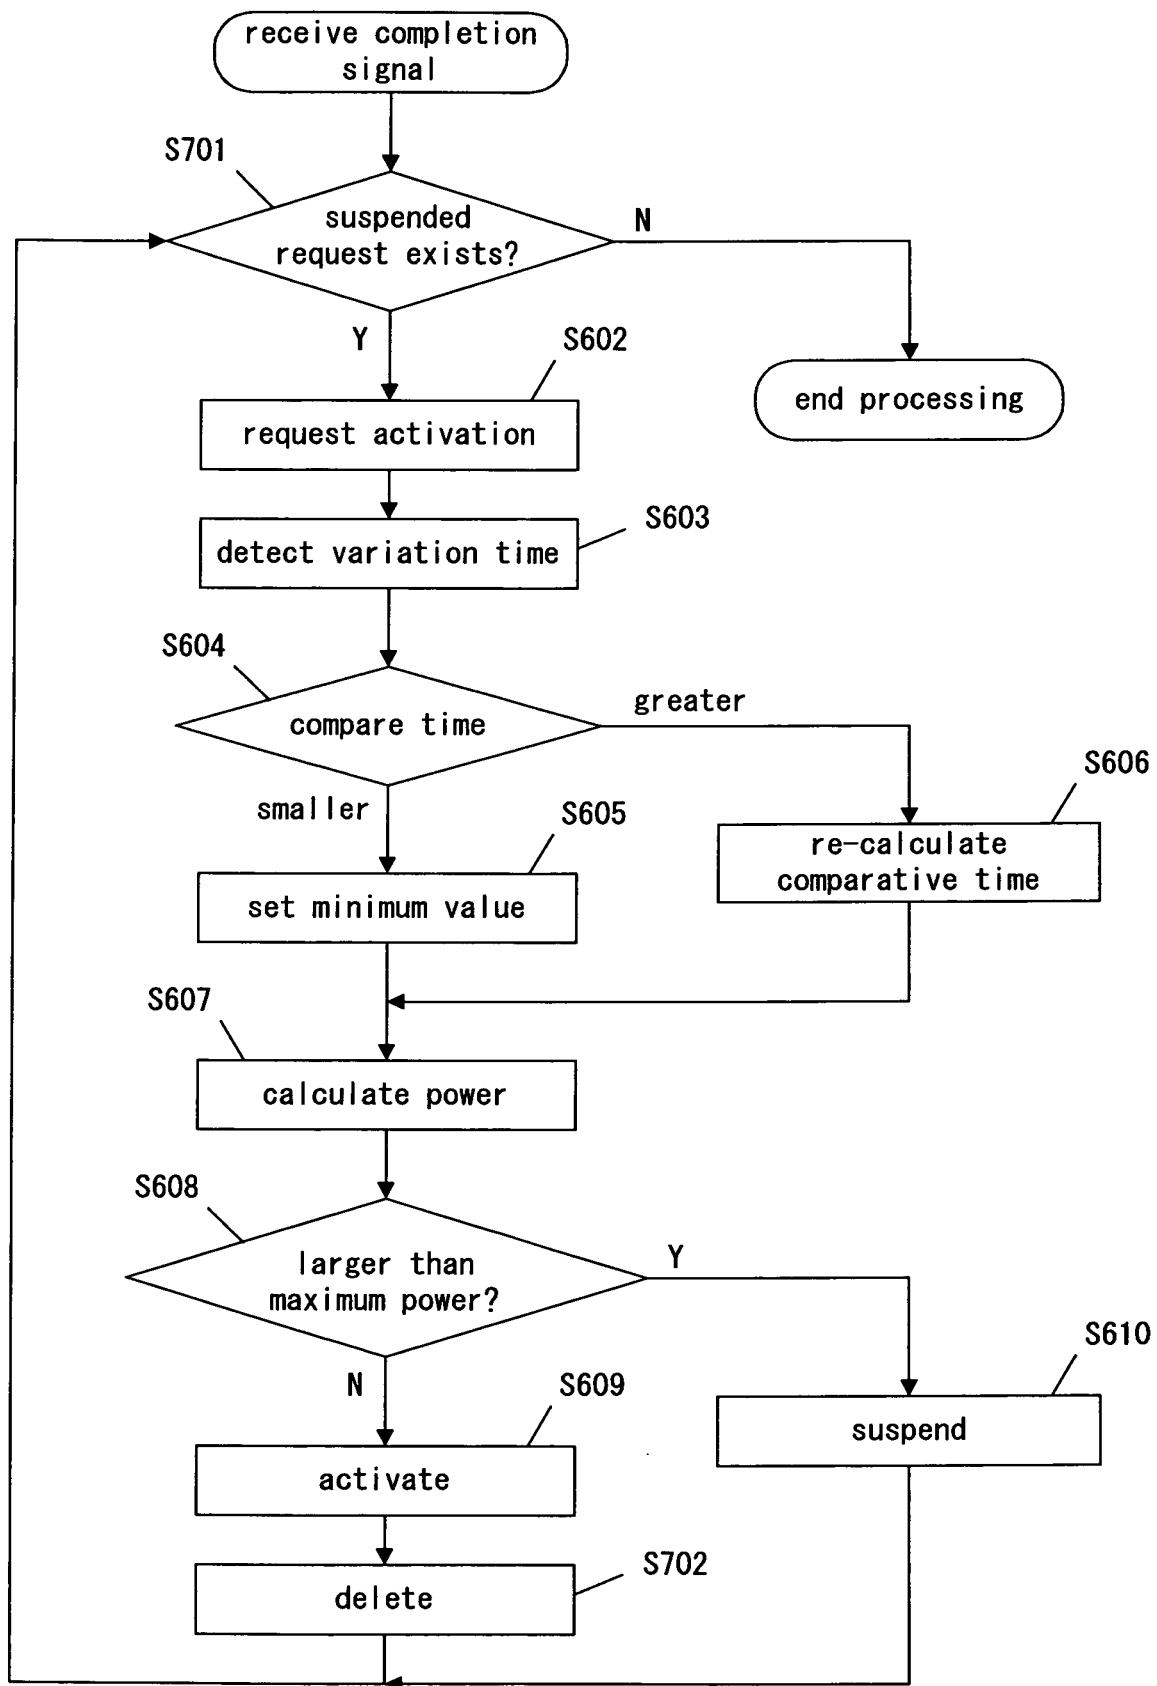 receive completion
signal
S701
suspended
request exists?
N
Y
S602
end processing
request activation
S603
detect variation time
S604
greater
compare time
S606
smaller
S605
re-calculate
comparative time
set minimum value
S607
calculate power
S608
Y
larger than
maximum power?
S610
N
S609
suspend
activate
S702
delete